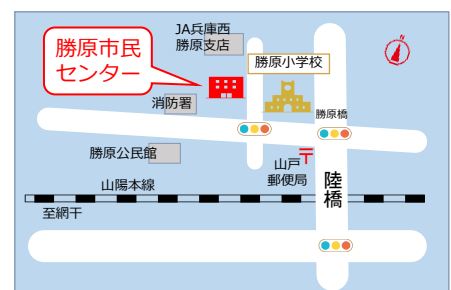 JA兵庫西
勝原支店
勝原市民
センター
勝原小学校
消防署
勝原橋
勝原公民館
山戸
郵便局
陸橋
山陽本線
至網干